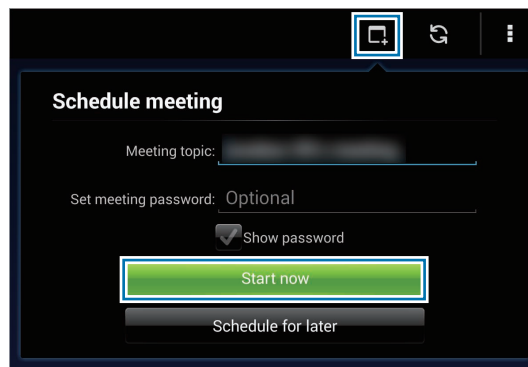 Schedule meeting
Meeting topic:
Set meeting password: Optional
Show password
Start now
Schedule for later